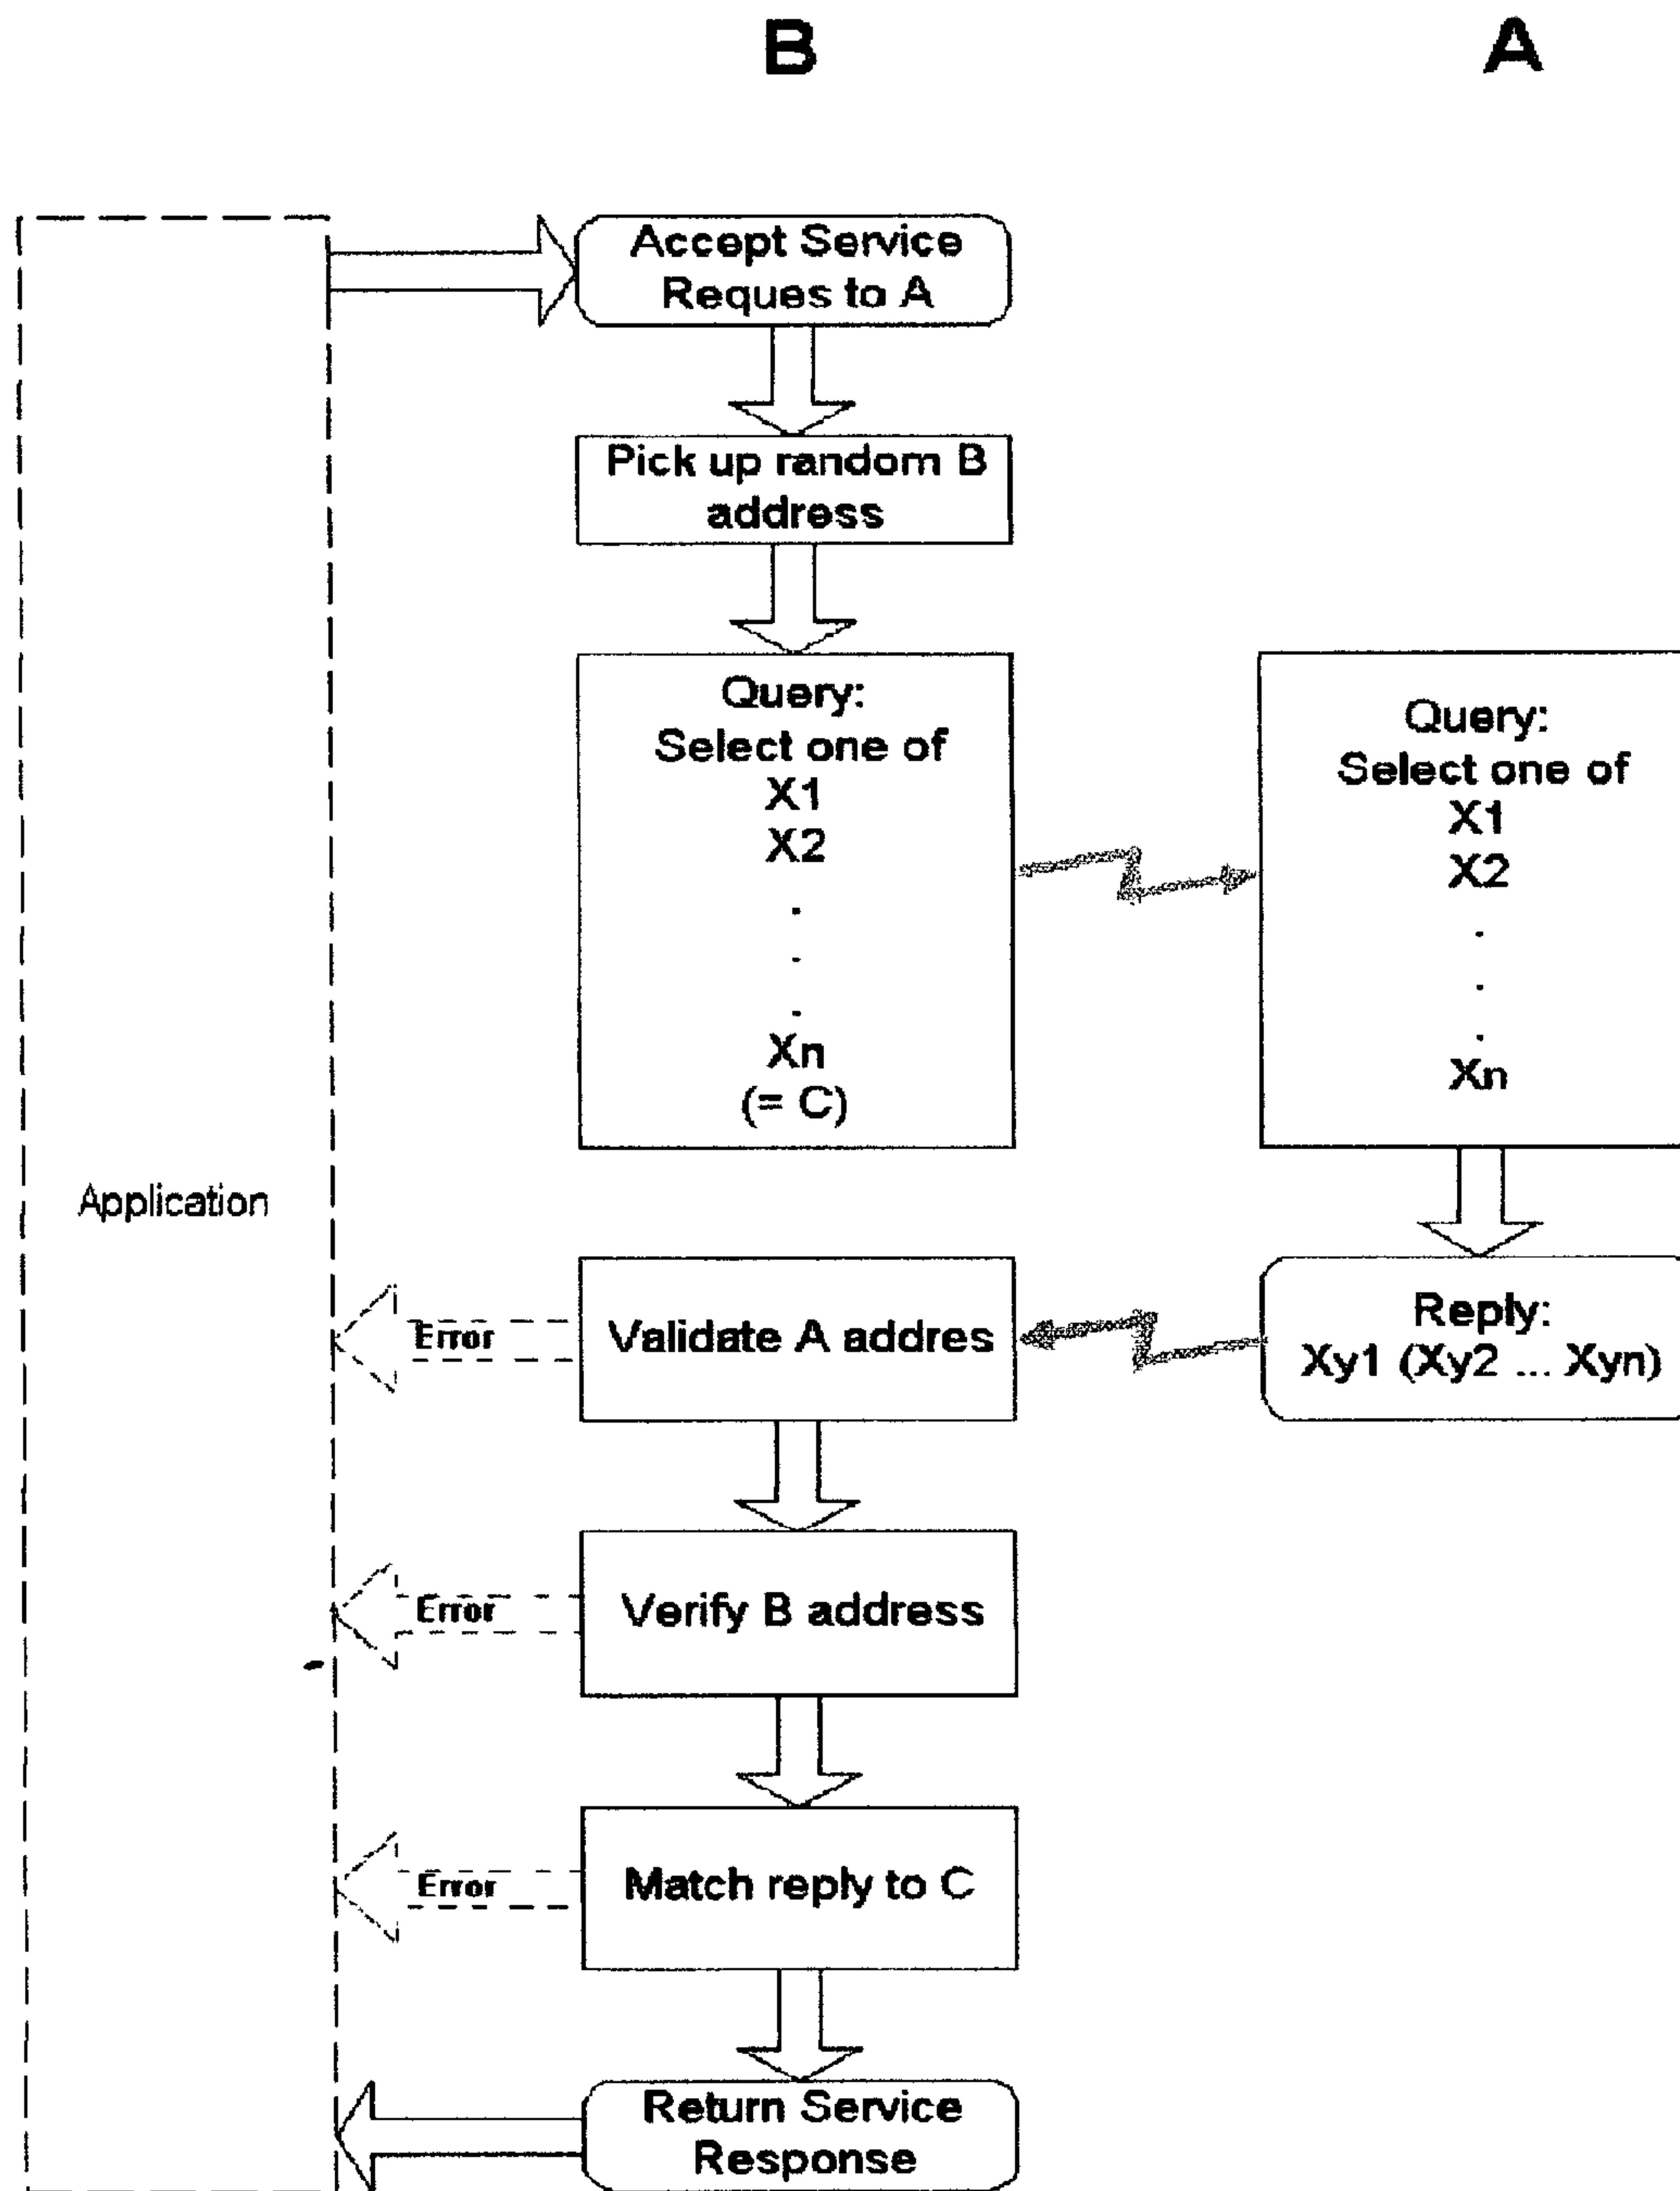 B
A
Accept Service
Reques to A
Pick up random B
address
Query:
Select one of
X1
X2
.
.
.
Xn
(= C)
Query:
Select one of
X1
X2
.
.
.
Xn
Application
Error
Validate A addres
Reply:
Xy1 (Xy2 ... Xyn)
Error
Verify B address
Error
Match reply to C
Return Service
Response